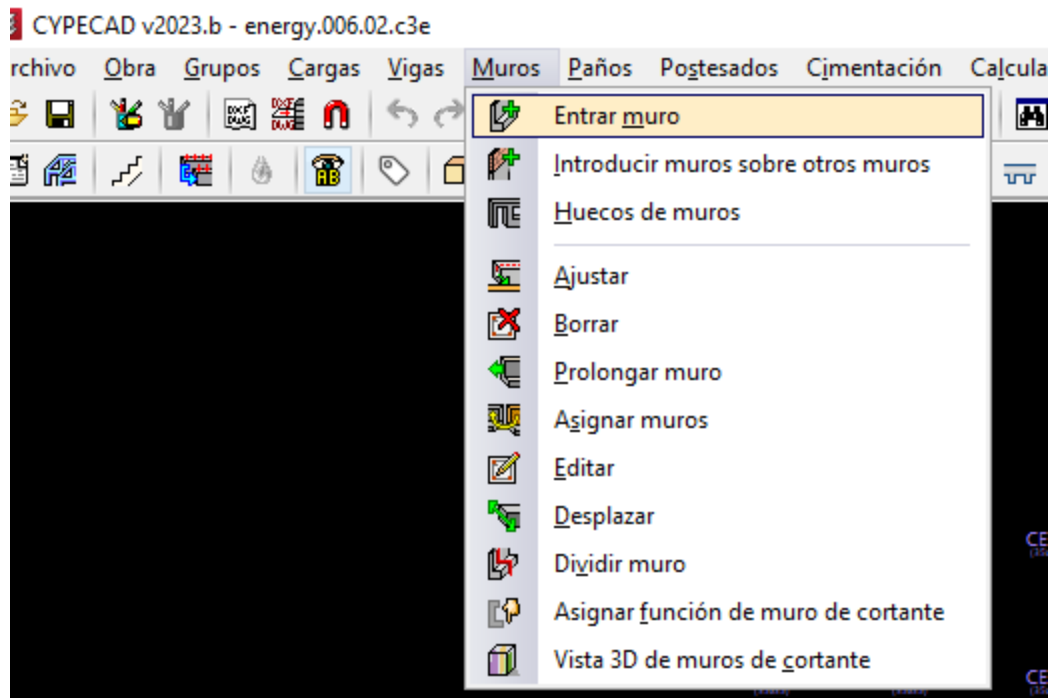 CYPECAD v2023.b - energy.006.02.c3e
rchivo Obra Grupos Cargas Vigas Muros Paños Postesados Cimentación Calcula
Entrar muro
Introducir muros sobre otros muros
Huecos de muros
Ajustar
Borrar
Prolongar muro
Asignar muros
Editar
Desplazar
Dividir muro
Asignar función de muro de cortante
Vista 3D de muros de cortante
CE
CE